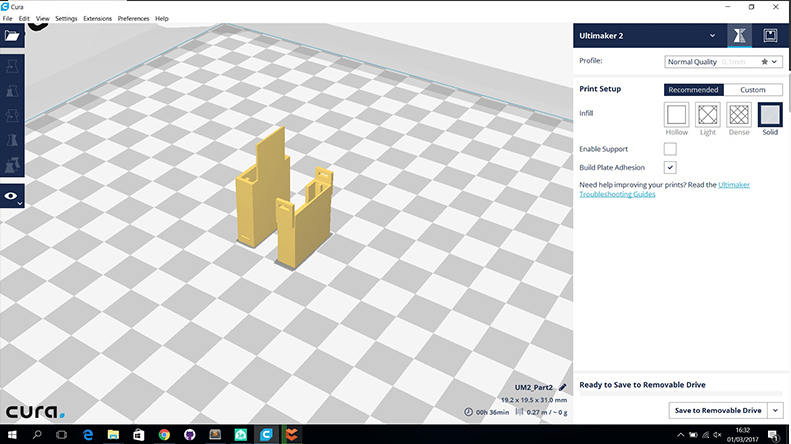 Cura
File Edit View Settings Extensions Preferences Help
Ultimaker 2
Profile:
Normal Quality 0.1mm
Print Setup
Recommended
Custom
Infill
Hollow
Light
Dense
Solid
Enable Support
Build Plate Adhesion
Need help improving your prints? Read the Ultimaker
Troubleshooting Guides
UM2_Part2
19.2 x 19.5 x 31.0 mm
00h 36min
0.27 m / ~ 0 g
cura.
Ready to Save to Removable Drive
Save to Removable Drive
16:32
01/03/2017